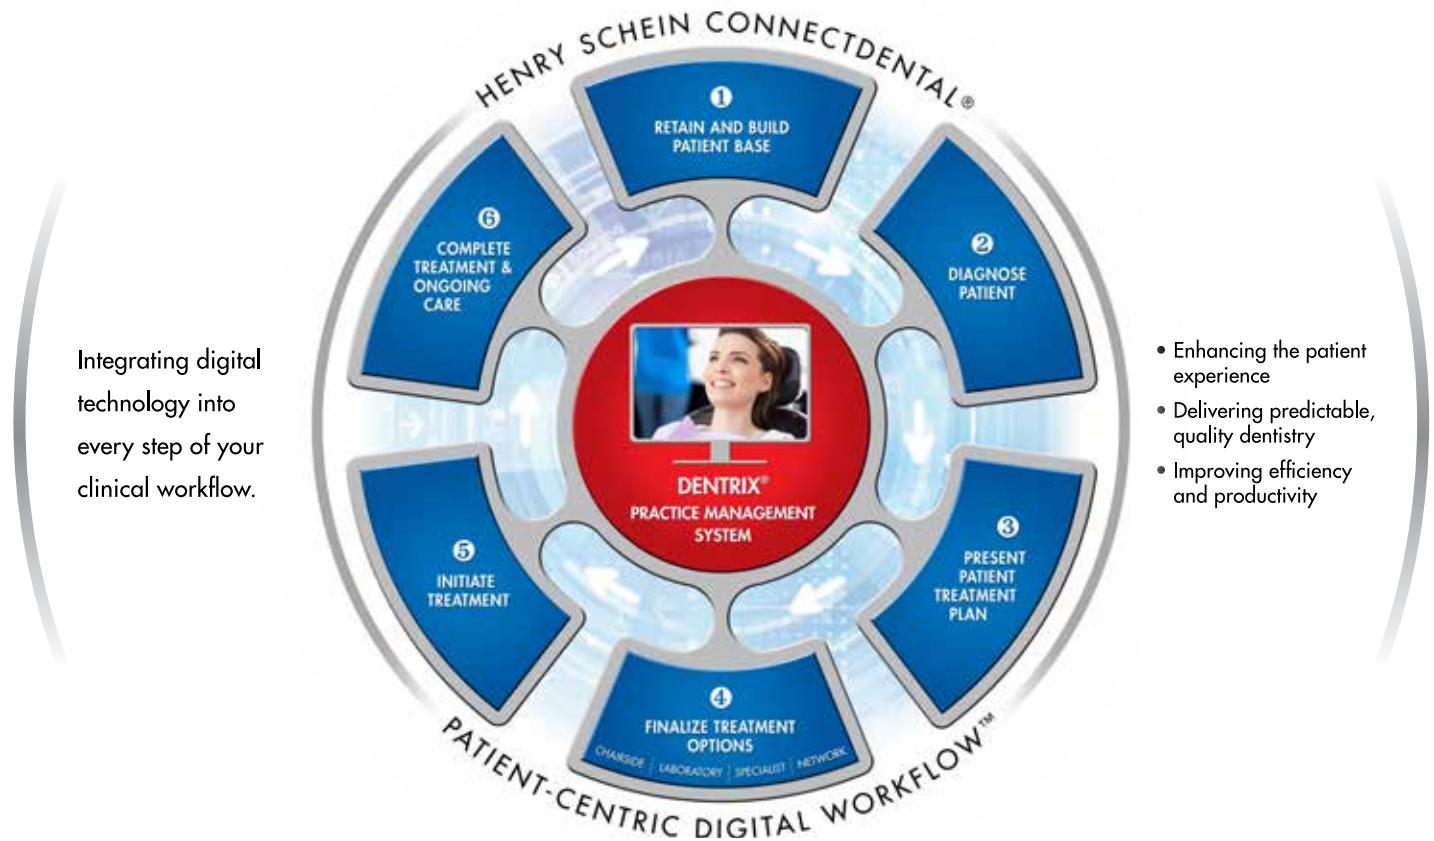 HENRY SCHEIN CONNECTDENTAL®
1
RETAIN AND BUILD
PATIENT BASE
2
DIAGNOSE
PATIENT
3
PRESENT
PATIENT
TREATMENT
PLAN
4
FINALIZE TREATMENT
OPTIONS
CHAIRSIDE | LABORATORY | SPECIALIST | NETWORK
5
INITIATE
TREATMENT
6
COMPLETE
TREATMENT &
ONGOING
CARE
DENTRIX®
PRACTICE MANAGEMENT
SYSTEM
PATIENT-CENTRIC DIGITAL WORKFLOW™
Integrating digital
technology into
every step of your
clinical workflow.
• Enhancing the patient
experience
• Delivering predictable,
quality dentistry
• Improving efficiency
and productivity